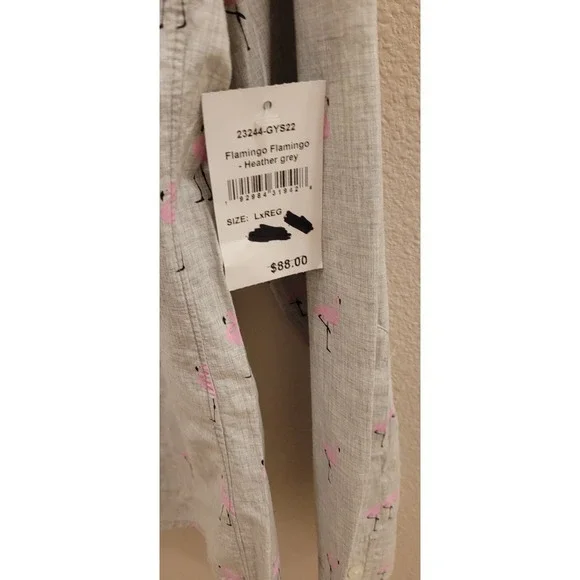 23244-GYS22
Flamingo Flamingo
- Heather grey
SIZE: LxREG
$88.00